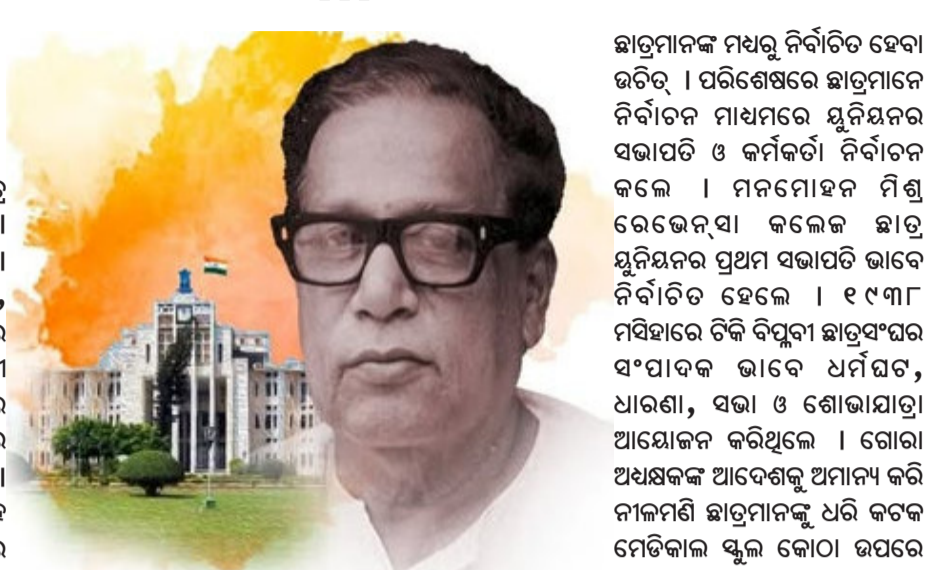 ଛାତ୍ରମାନଙ୍କ ମଧ୍ୟରୁ ନିର୍ବାଚିତ ହେବା
ଉଚିତ୍ । ପରିଶେଷରେ ଛାତ୍ରମାନେ
ନିର୍ବାଚନ ମାଧ୍ୟମରେ ୟୁନିୟନର
ସଭାପତି ଓ କର୍ମକର୍ତା ନିର୍ବାଚନ
କଲେ । ମନମୋହନ ମିଶ୍ର
ରେଭେନ୍ସା କଲେଜ ଛାତ୍ର
ୟୁନିୟନର ପ୍ରଥମ ସଭାପତି ଭାବେ
ନିର୍ବାଚିତ ହେଲେ । ୧୯୩୮
ମସିହାରେ ଟିକି ବିପ୍ଳବୀ ଛାତ୍ରସଂଘର
ସଂପାଦକ ଭାବେ ଧର୍ମଘଟ,
ଧାରଣା, ସଭା ଓ ଶୋଭାଯାତ୍ରା
ଆୟୋଜନ କରିଥିଲେ । ଗୋରା
ଅଧ୍ୟକ୍ଷକଙ୍କ ଆଦେଶକୁ ଅମାନ୍ୟ କରି
ନୀଳମଣି ଛାତ୍ରମାନଙ୍କୁ ଧରି କଟକ
ମେଡିକାଲ ସ୍କୁଲ କୋଠା ଉପରେ